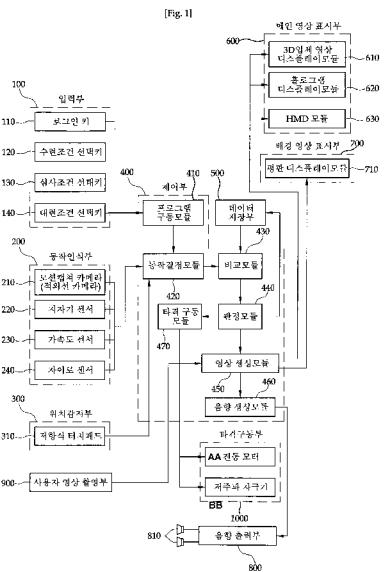 [Fig. 1]
메인 영상 표시부
600
3D입체 영상
디스플레이모듈
610
홀로그램
디스플레이모듈
620
HMD 모듈
630
배경 영상 표시부
700
평판 디스플레이모듈
710
100
입력부
110
로그인 키
120
수련조건 선택키
130
심사조건 선택키
140
대련조건 선택키
400
제어부
410
프로그램
구동모듈
500
데이터
저장부
430
200
동작인식부
210
모션캡쳐 카메라
(적외선 카메라)
220
지자기 센서
230
가속도 센서
240
자이로 센서
동작결정모듈
420
비교모듈
440
타격 구동
모듈
470
판정모듈
영상 생성모듈
450
460
음향 생성모듈
300
위치감지부
310
저항식 터치패드
900
사용자 영상 촬영부
타격구동부
AA 진동 모터
저주파 자극기
BB
1000
810
음향 출력부
800